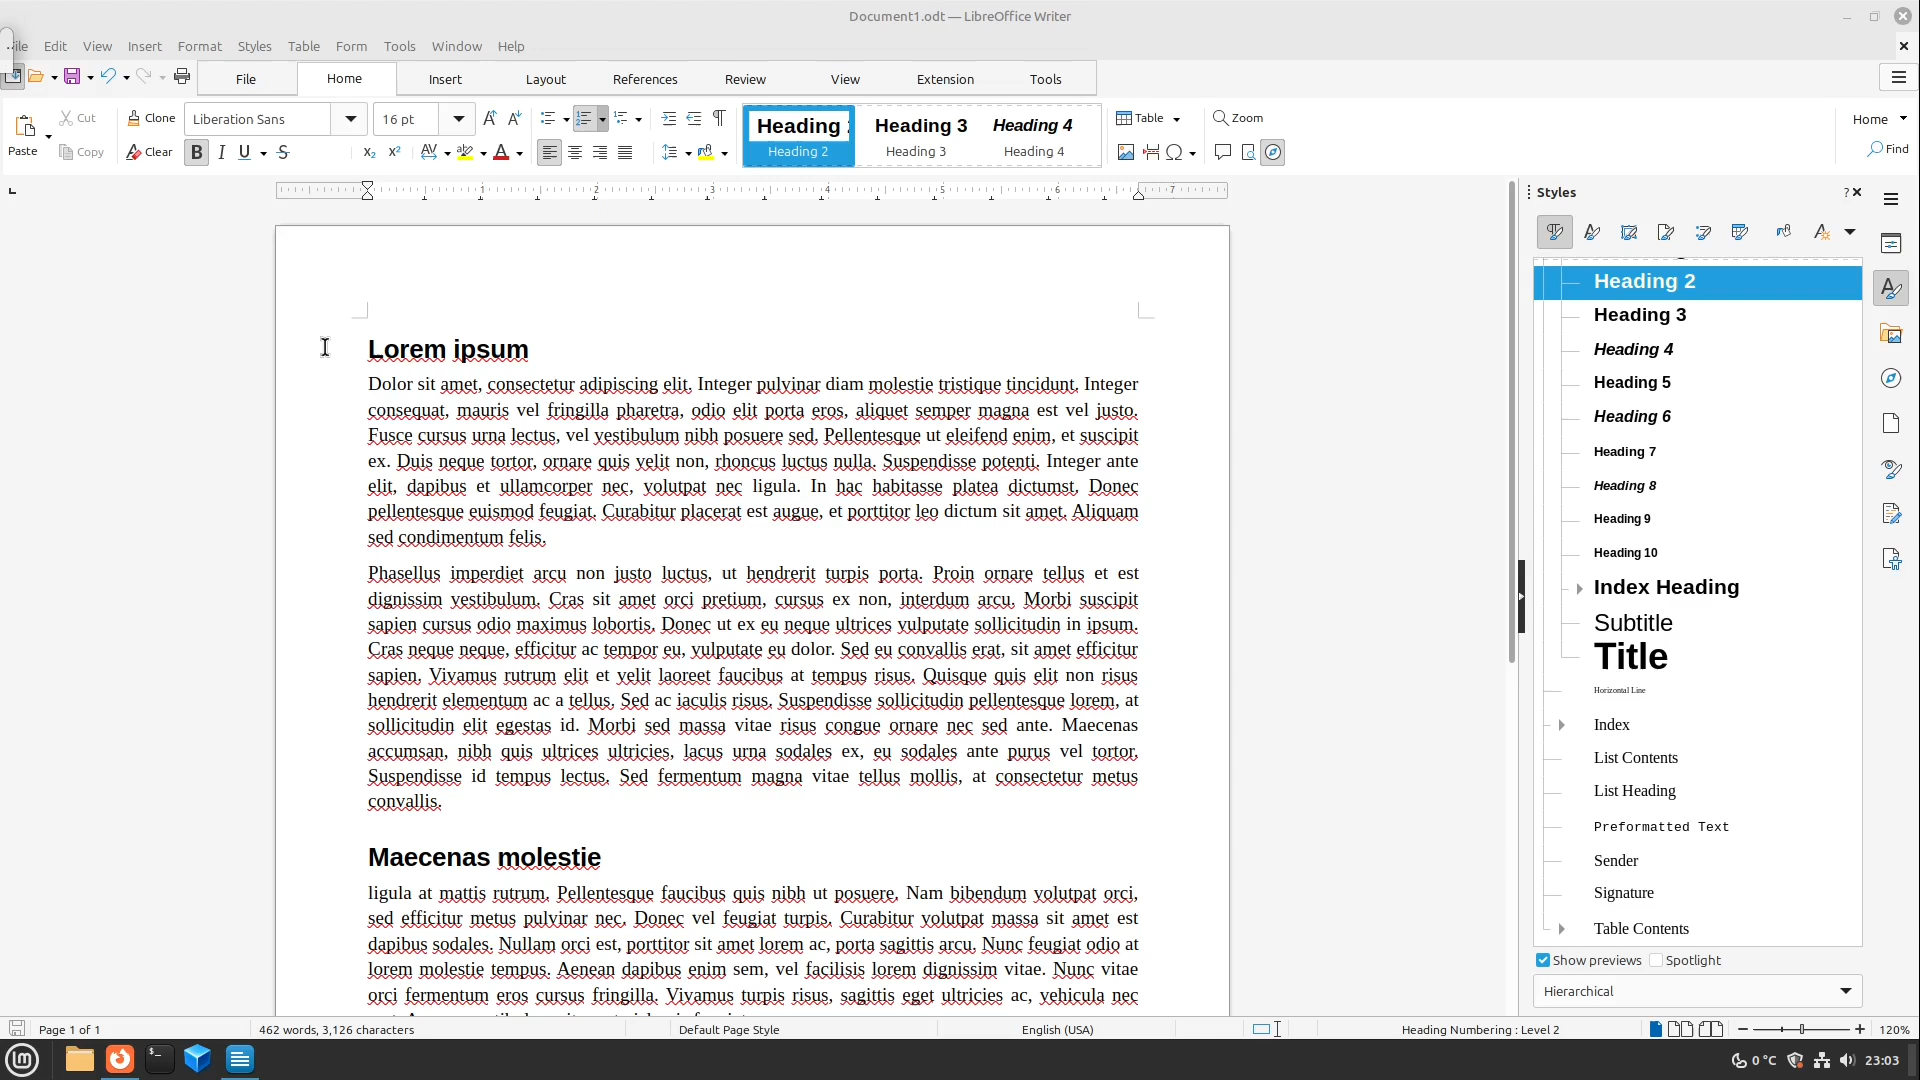 Document1.odt — LibreOffice Writer
File Edit View Insert Format Styles Table Form Tools Window Help
File Home Insert Layout References Review View Extension Tools
Paste Cut Copy Clone Clear
Liberation Sans 16 pt
Heading 2 Heading 3 Heading 4
Heading 2 Heading 3 Heading 4
Table Zoom
Home
Find
1 2 3 4 5 6 7
Lorem ipsum
Dolor sit amet, consectetur adipiscing elit. Integer pulvinar diam molestie tristique tincidunt. Integer
consequat, mauris vel fringilla pharetra, odio elit porta eros, aliquet semper magna est vel justo.
Fusce cursus urna lectus, vel vestibulum nibh posuere sed. Pellentesque ut eleifend enim, et suscipit
ex. Duis neque tortor, ornare quis velit non, rhoncus luctus nulla. Suspendisse potenti. Integer ante
elit, dapibus et ullamcorper nec, volutpat nec ligula. In hac habitasse platea dictumst. Donec
pellentesque euismod feugiat. Curabitur placerat est augue, et porttitor leo dictum sit amet. Aliquam
sed condimentum felis.
Phasellus imperdiet arcu non justo luctus, ut hendrerit turpis porta. Proin ornare tellus et est
dignissim vestibulum. Cras sit amet orci pretium, cursus ex non, interdum arcu. Morbi suscipit
sapien cursus odio maximus lobortis. Donec ut ex eu neque ultrices vulputate sollicitudin in ipsum.
Cras neque neque, efficitur ac tempor eu, vulputate eu dolor. Sed eu convallis erat, sit amet efficitur
sapien. Vivamus rutrum elit et velit laoreet faucibus at tempus risus. Quisque quis elit non risus
hendrerit elementum ac a tellus. Sed ac iaculis risus. Suspendisse sollicitudin pellentesque lorem, at
sollicitudin elit egestas id. Morbi sed massa vitae risus congue ornare nec sed ante. Maecenas
accumsan, nibh quis ultrices ultricies, lacus urna sodales ex, eu sodales ante purus vel tortor.
Suspendisse id tempus lectus. Sed fermentum magna vitae tellus mollis, at consectetur metus
convallis.
Maecenas molestie
ligula at mattis rutrum. Pellentesque faucibus quis nibh ut posuere. Nam bibendum volutpat orci,
sed efficitur metus pulvinar nec. Donec vel feugiat turpis. Curabitur volutpat massa sit amet est
dapibus sodales. Nullam orci est, porttitor sit amet lorem ac, porta sagittis arcu. Nunc feugiat odio at
lorem molestie tempus. Aenean dapibus enim sem, vel facilisis lorem dignissim vitae. Nunc vitae
orci fermentum eros cursus fringilla. Vivamus turpis risus, sagittis eget ultricies ac, vehicula nec
Styles
Heading 2
Heading 3
Heading 4
Heading 5
Heading 6
Heading 7
Heading 8
Heading 9
Heading 10
Index Heading
Subtitle
Title
Horizontal Line
Index
List Contents
List Heading
Preformatted Text
Sender
Signature
Table Contents
Show previews Spotlight
Hierarchical
Page 1 of 1 462 words, 3,126 characters Default Page Style English (USA) Heading Numbering : Level 2 120%
0 °C 23:03